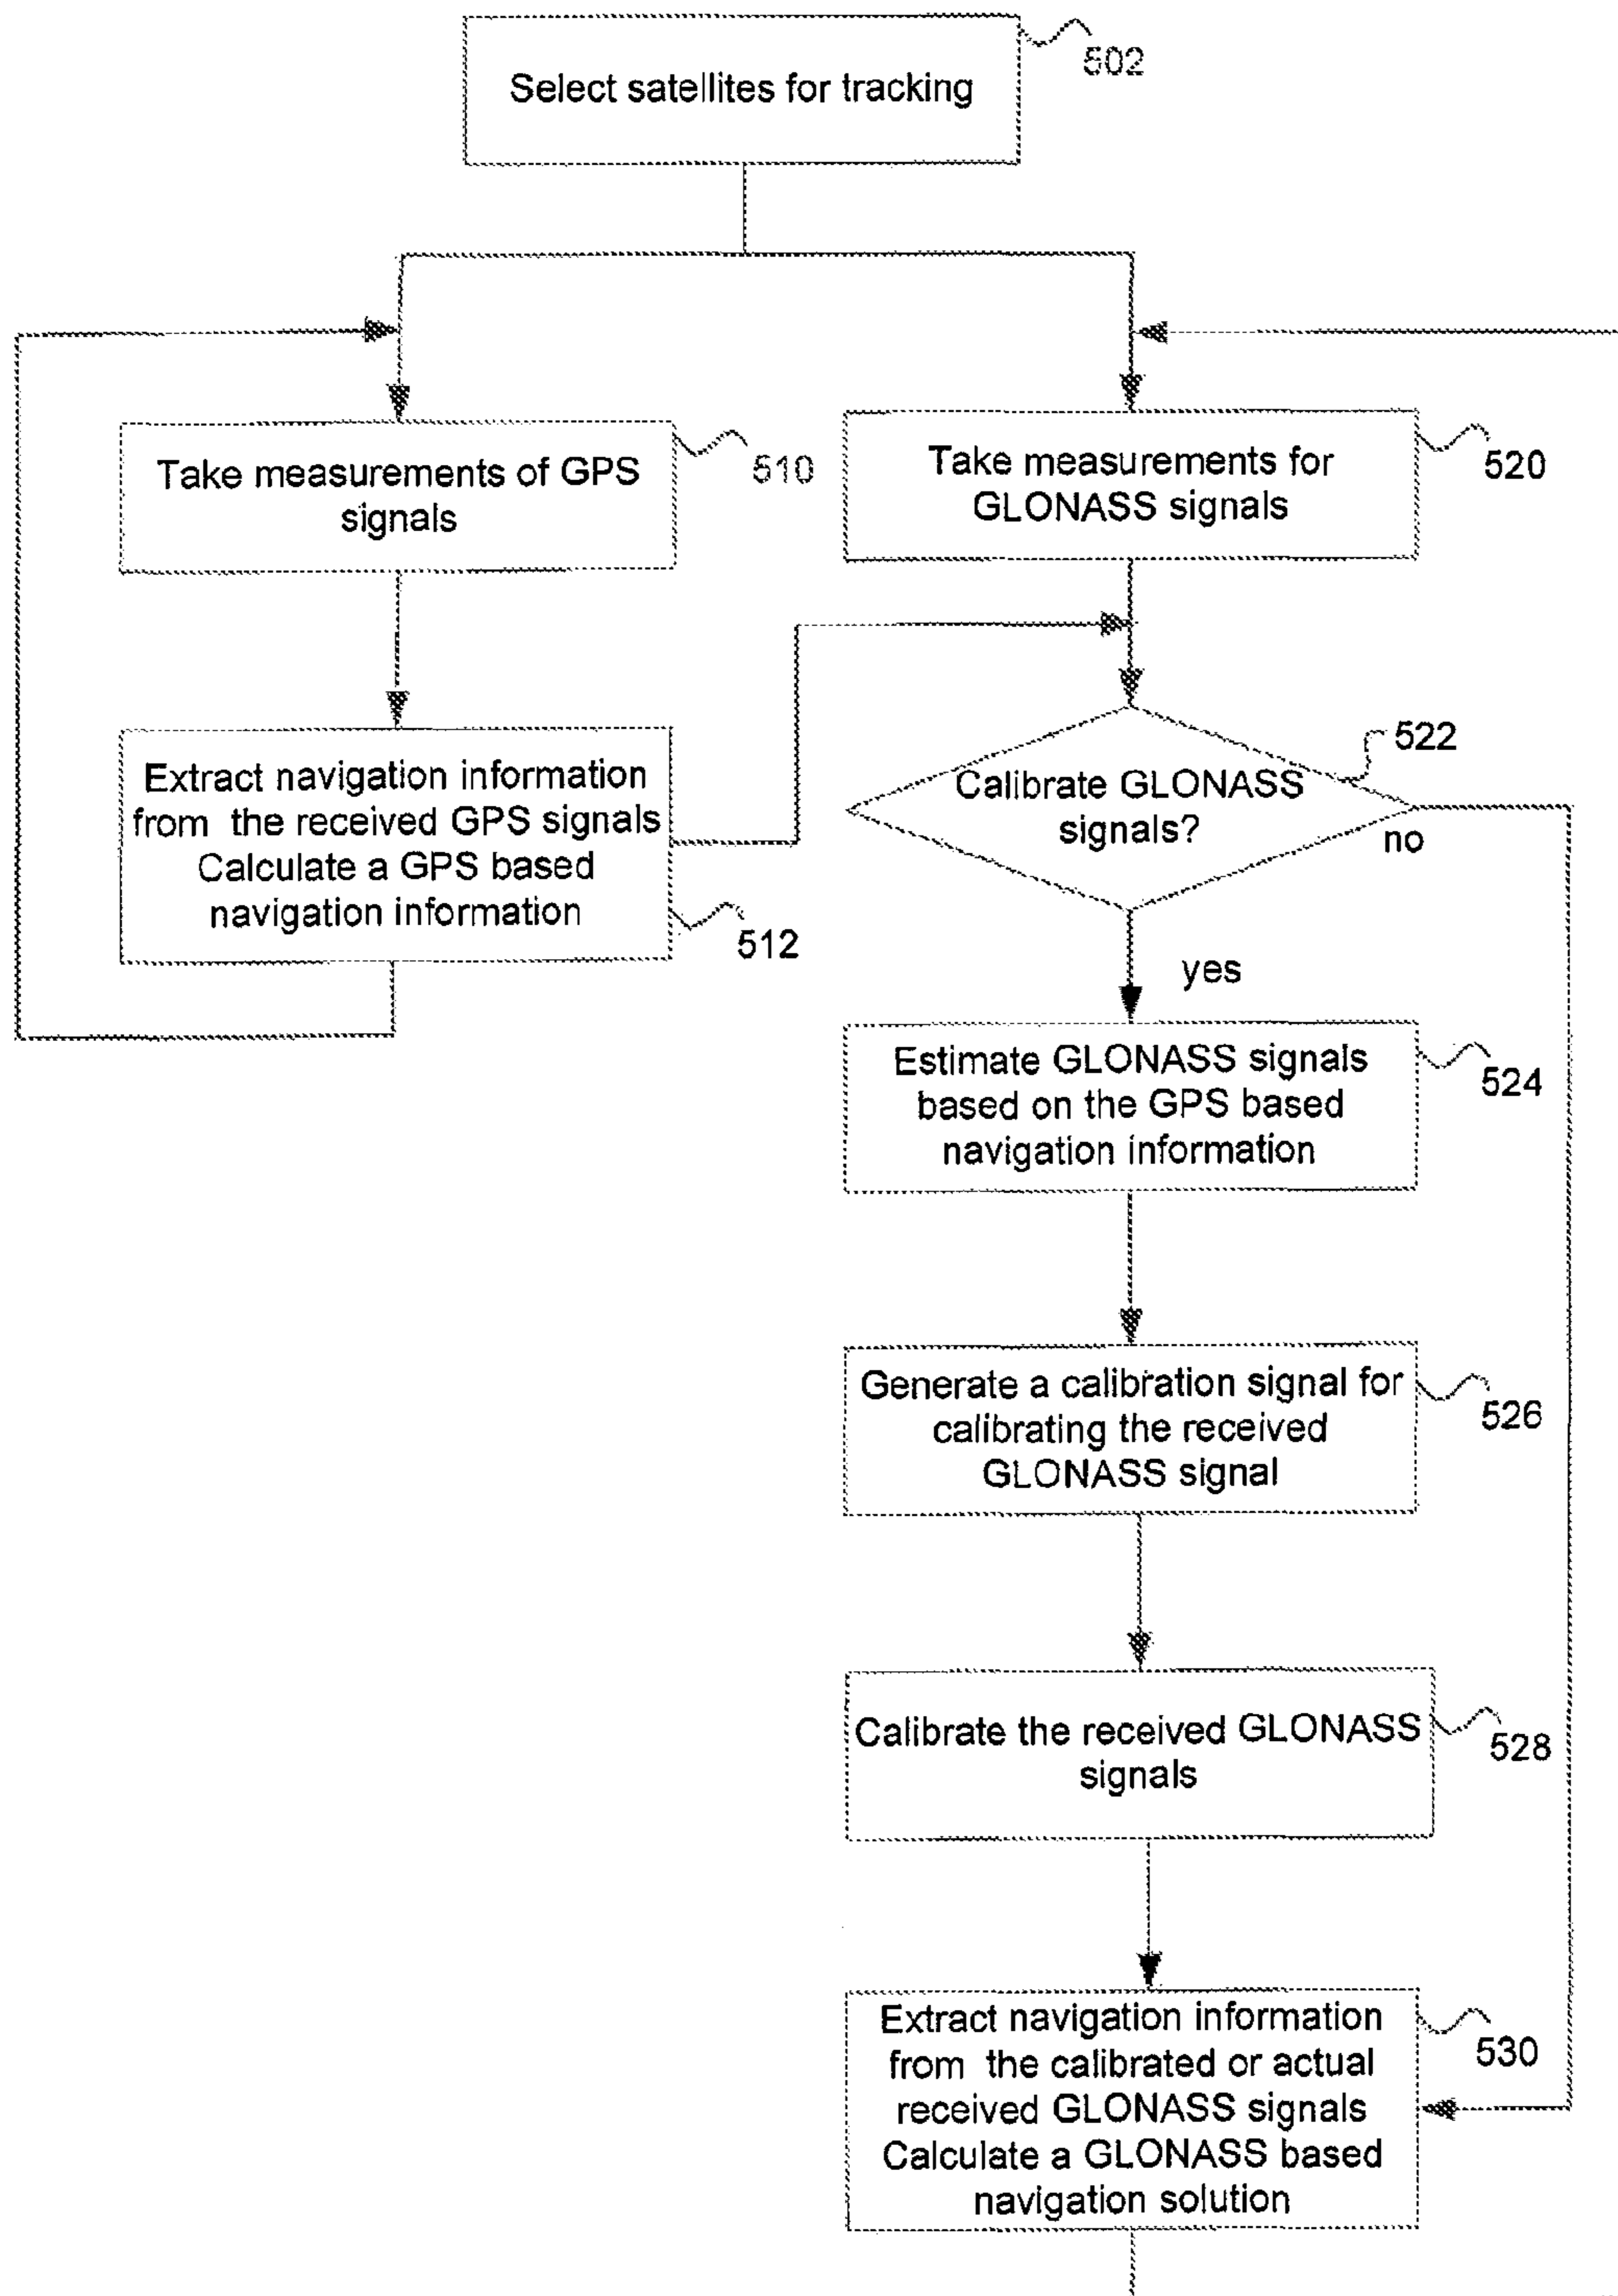 Select satellites for tracking
502
Take measurements of GPS
signals
510
Take measurements for
GLONASS signals
520
Extract navigation information
from the received GPS signals
Calculate a GPS based
navigation information
512
Calibrate GLONASS
signals?
522
no
yes
Estimate GLONASS signals
based on the GPS based
navigation information
524
Generate a calibration signal for
calibrating the received
GLONASS signal
526
Calibrate the received GLONASS
signals
528
Extract navigation information
from the calibrated or actual
received GLONASS signals
Calculate a GLONASS based
navigation solution
530